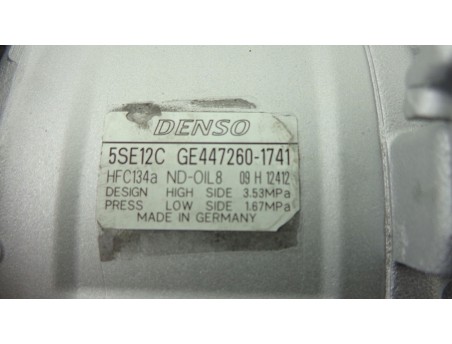 DENSO
5SE12C GE447260-1741
HFC134a ND-OIL8 09 H 12412
DESIGN HIGH SIDE 3.53MPa
PRESS LOW SIDE 1.67MPa
MADE IN GERMANY